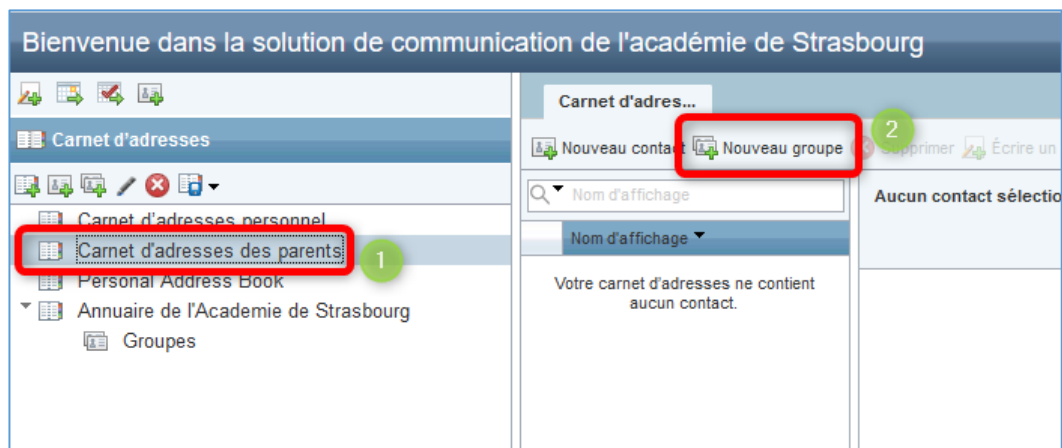 Bienvenue dans la solution de communication de l'académie de Strasbourg
Carnet d'adres...
Carnet d'adresses
2
Nouveau contact Nouveau groupe Supprimer Écrire un
Nom d'affichage
Aucun contact sélectio
Carnet d'adresses personnel
Nom d'affichage
Carnet d'adresses des parents
1
Personal Address Book
Votre carnet d'adresses ne contient
aucun contact.
Annuaire de l'Academie de Strasbourg
Groupes